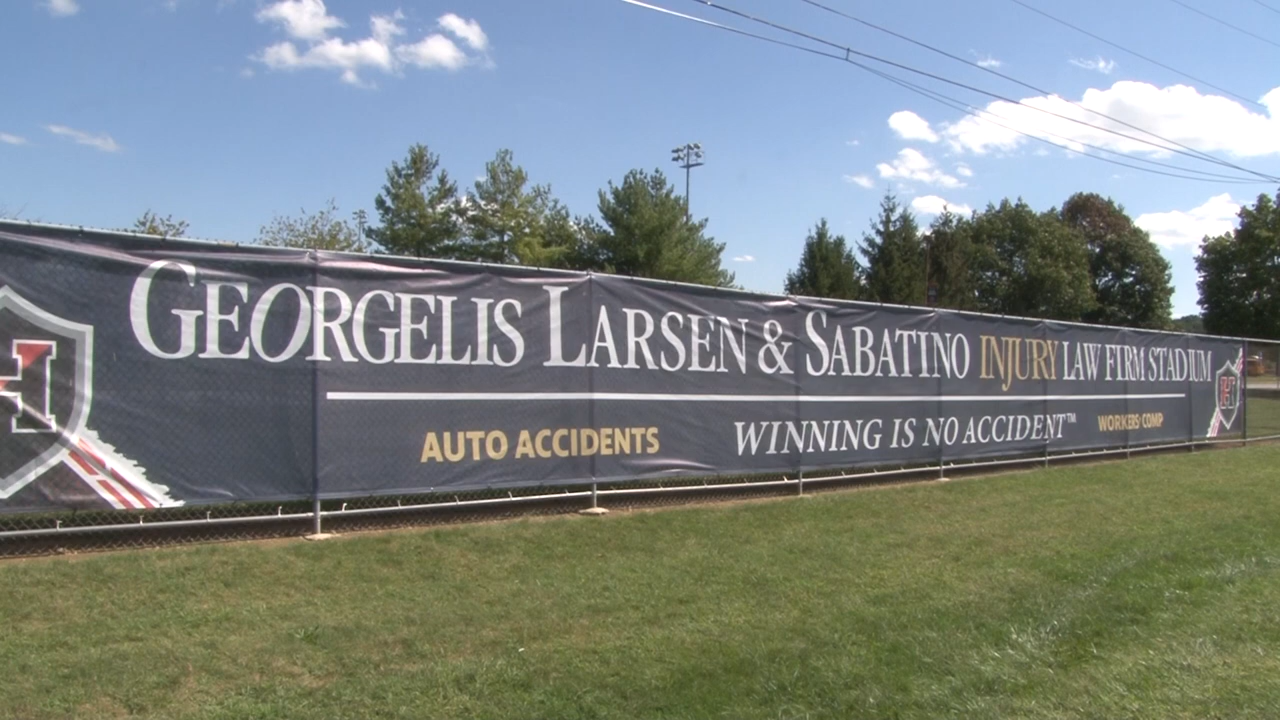 H
GEORGELIS LARSEN & SABATINO INJURY LAW FIRM STADIUM
H
AUTO ACCIDENTS WINNING IS NO ACCIDENT™ WORKERS' COMP